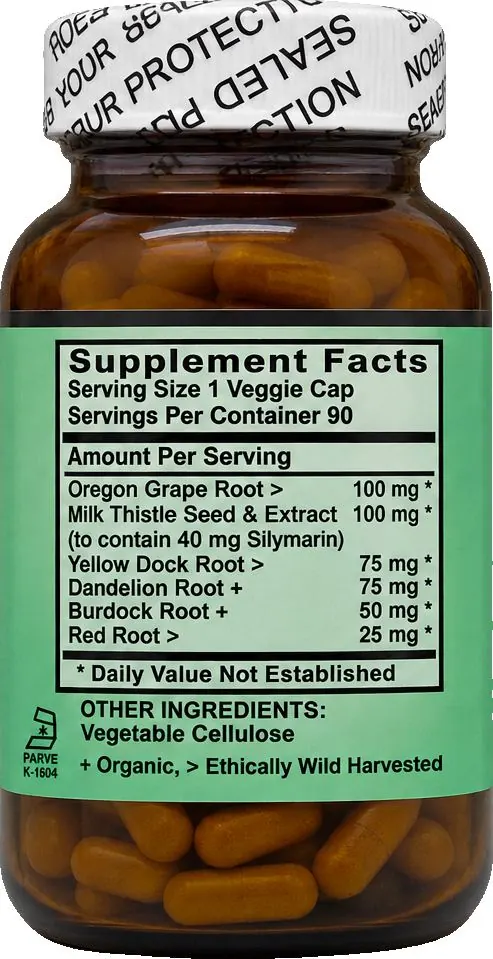 YOUR
YOUR PROTECTION
SEALED
Supplement Facts
Serving Size 1 Veggie Cap
Servings Per Container 90
Amount Per Serving
Oregon Grape Root > 100 mg *
Milk Thistle Seed & Extract 100 mg *
(to contain 40 mg Silymarin)
Yellow Dock Root > 75 mg *
Dandelion Root + 75 mg *
Burdock Root + 50 mg *
Red Root > 25 mg *
* Daily Value Not Established
OTHER INGREDIENTS:
Vegetable Cellulose
PARVE
K-1604
+ Organic, > Ethically Wild Harvested